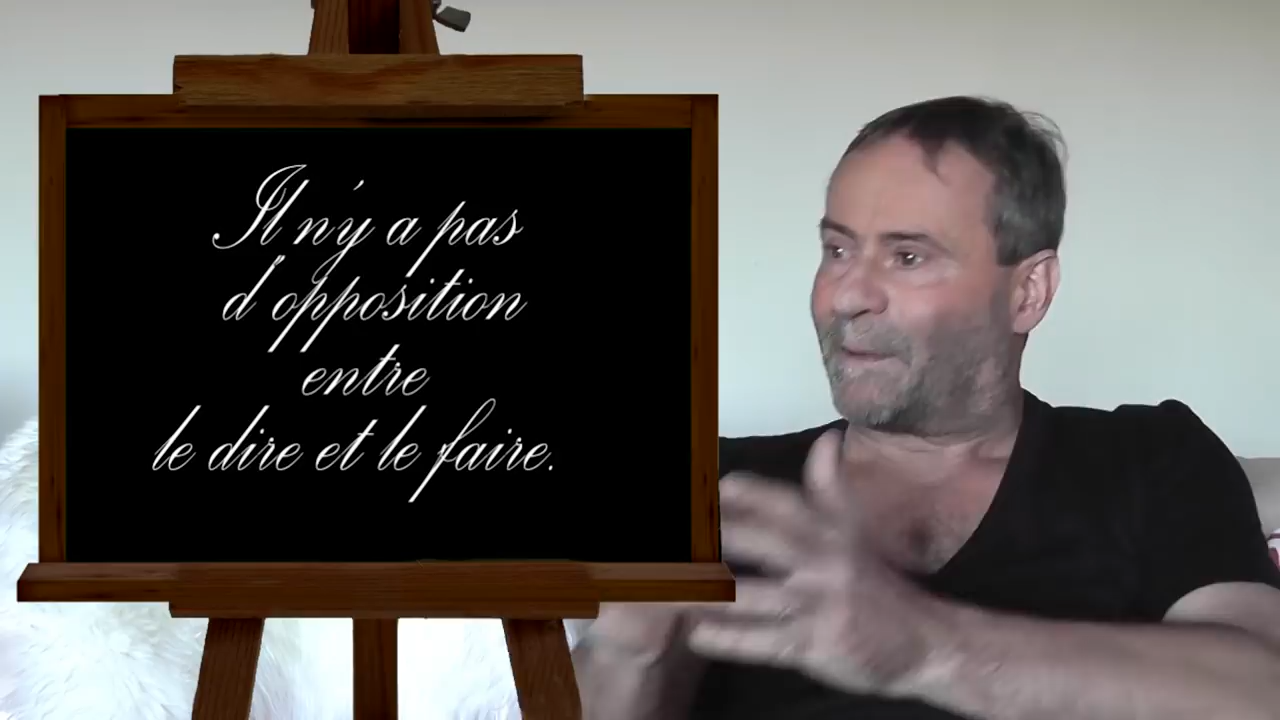 Il n'y a pas
d'opposition
entre
le dire et le faire.